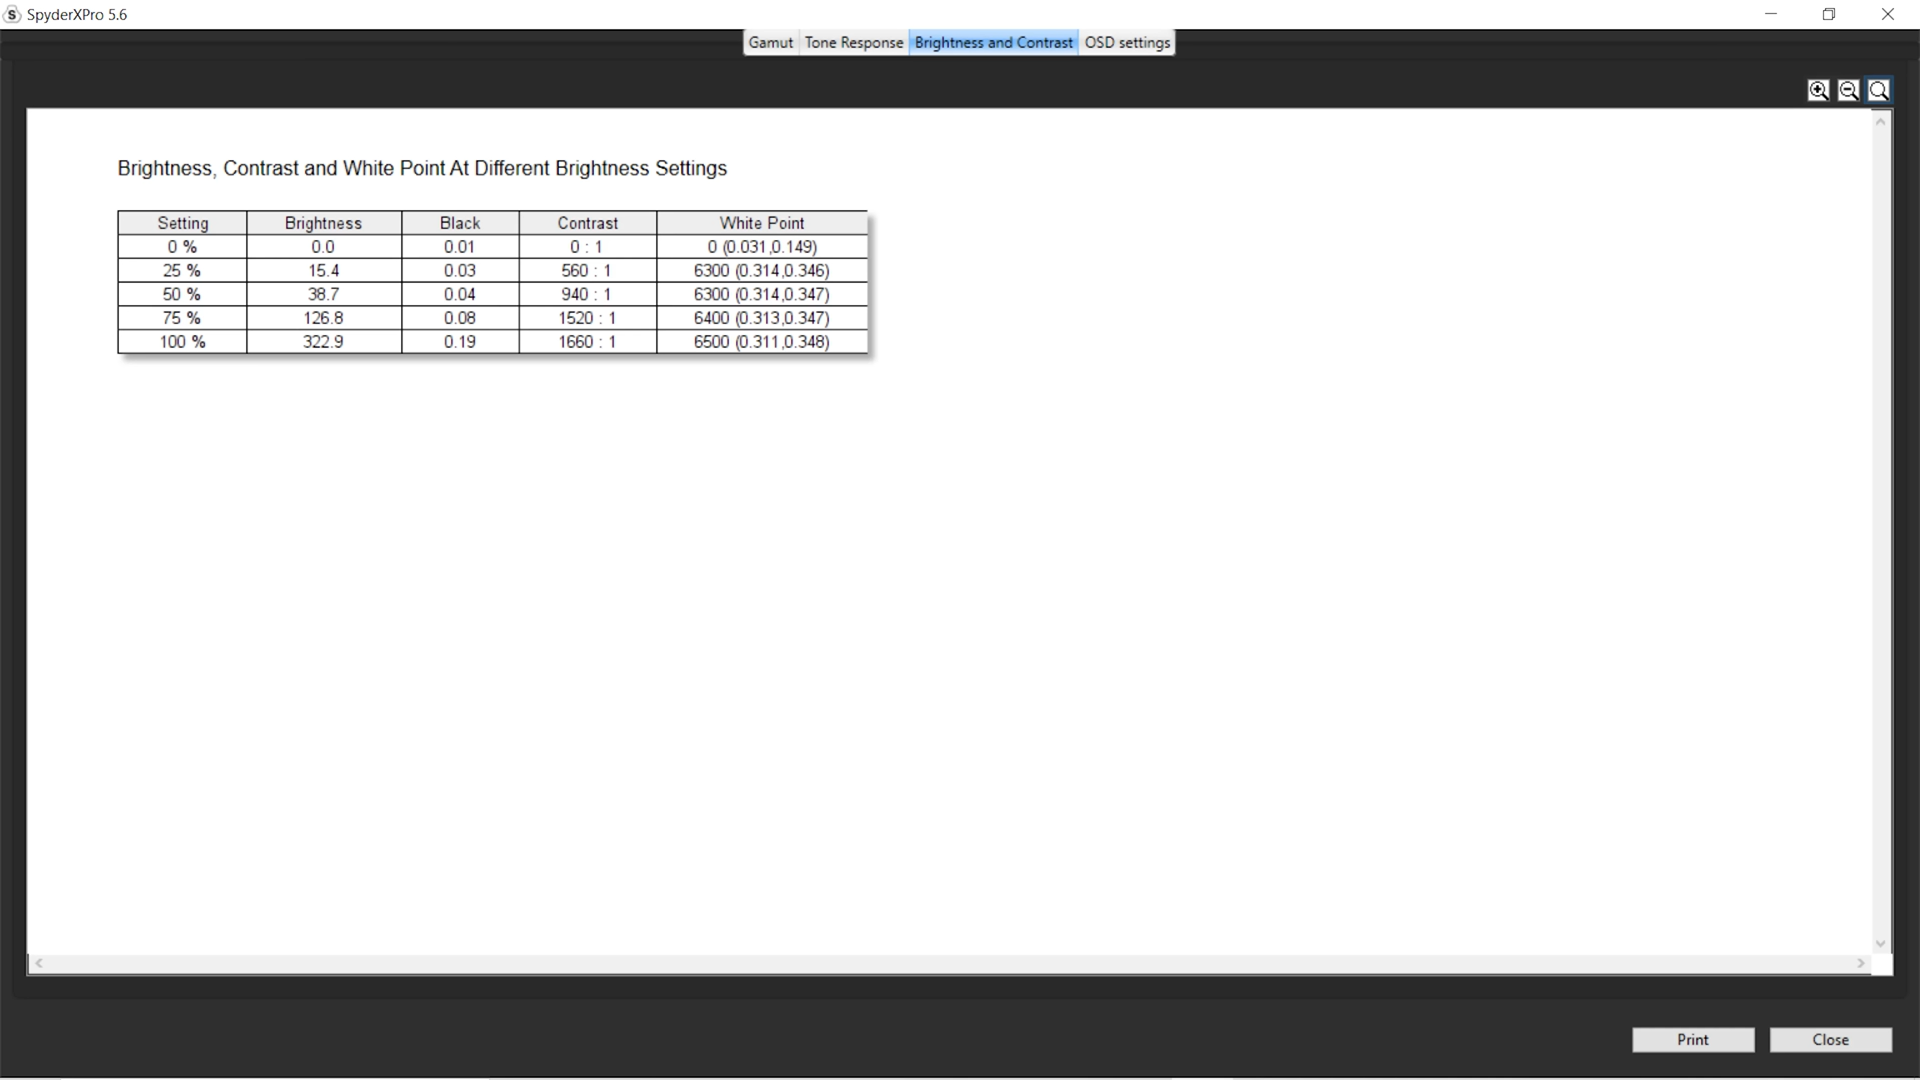 SpyderXPro 5.6
Gamut Tone Response Brightness and Contrast OSD settings
Brightness, Contrast and White Point At Different Brightness Settings
Setting Brightness Black Contrast White Point
0 % 0.0 0.01 0 : 1 0 (0.031,0.149)
25 % 15.4 0.03 560 : 1 6300 (0.314,0.346)
50 % 38.7 0.04 940 : 1 6300 (0.314,0.347)
75 % 126.8 0.08 1520 : 1 6400 (0.313,0.347)
100 % 322.9 0.19 1660 : 1 6500 (0.311,0.348)
Print Close